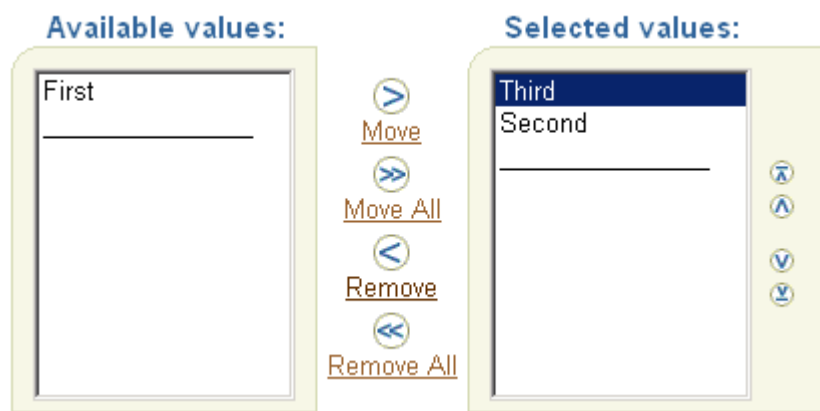 Available values:
First
Move
Move All
Remove
Remove All
Selected values:
Third
Second